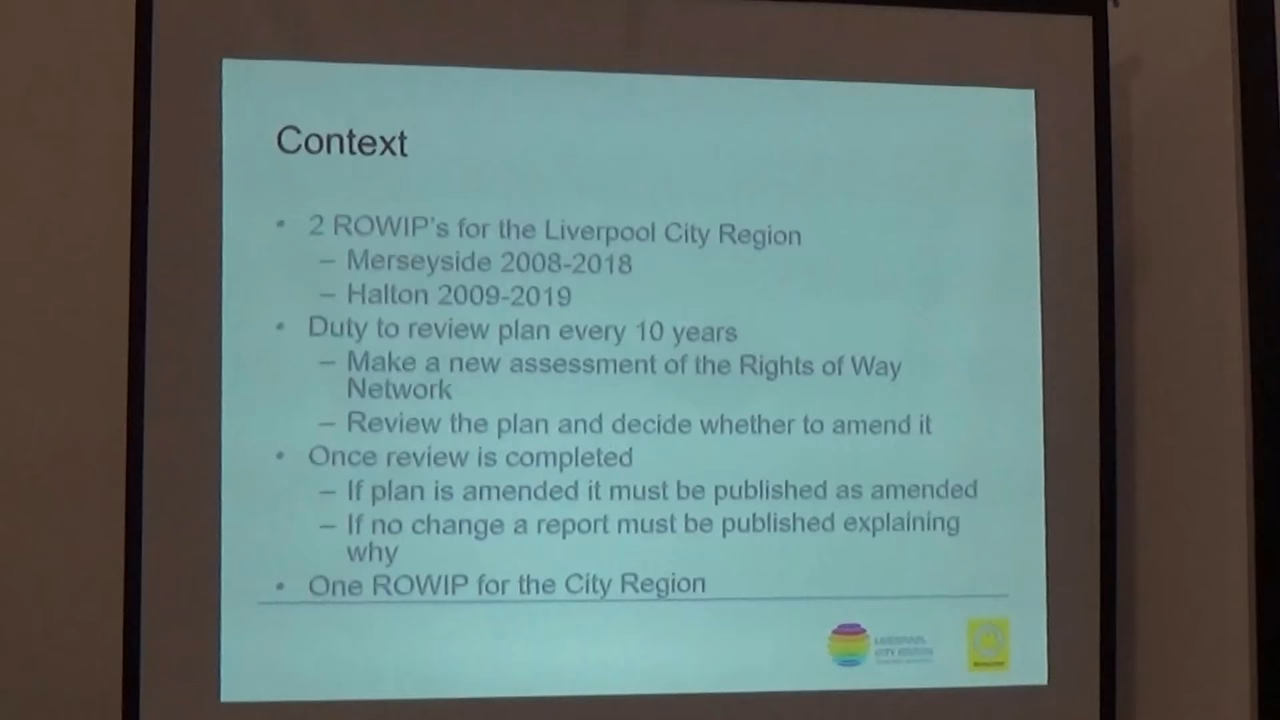 Context
• 2 ROWIP's for the Liverpool City Region
– Merseyside 2008-2018
– Halton 2009-2019
• Duty to review plan every 10 years
– Make a new assessment of the Rights of Way
Network
– Review the plan and decide whether to amend it
• Once review is completed
– If plan is amended it must be published as amended
– If no change a report must be published explaining
why
• One ROWIP for the City Region
LIVERPOOL
CITY REGION